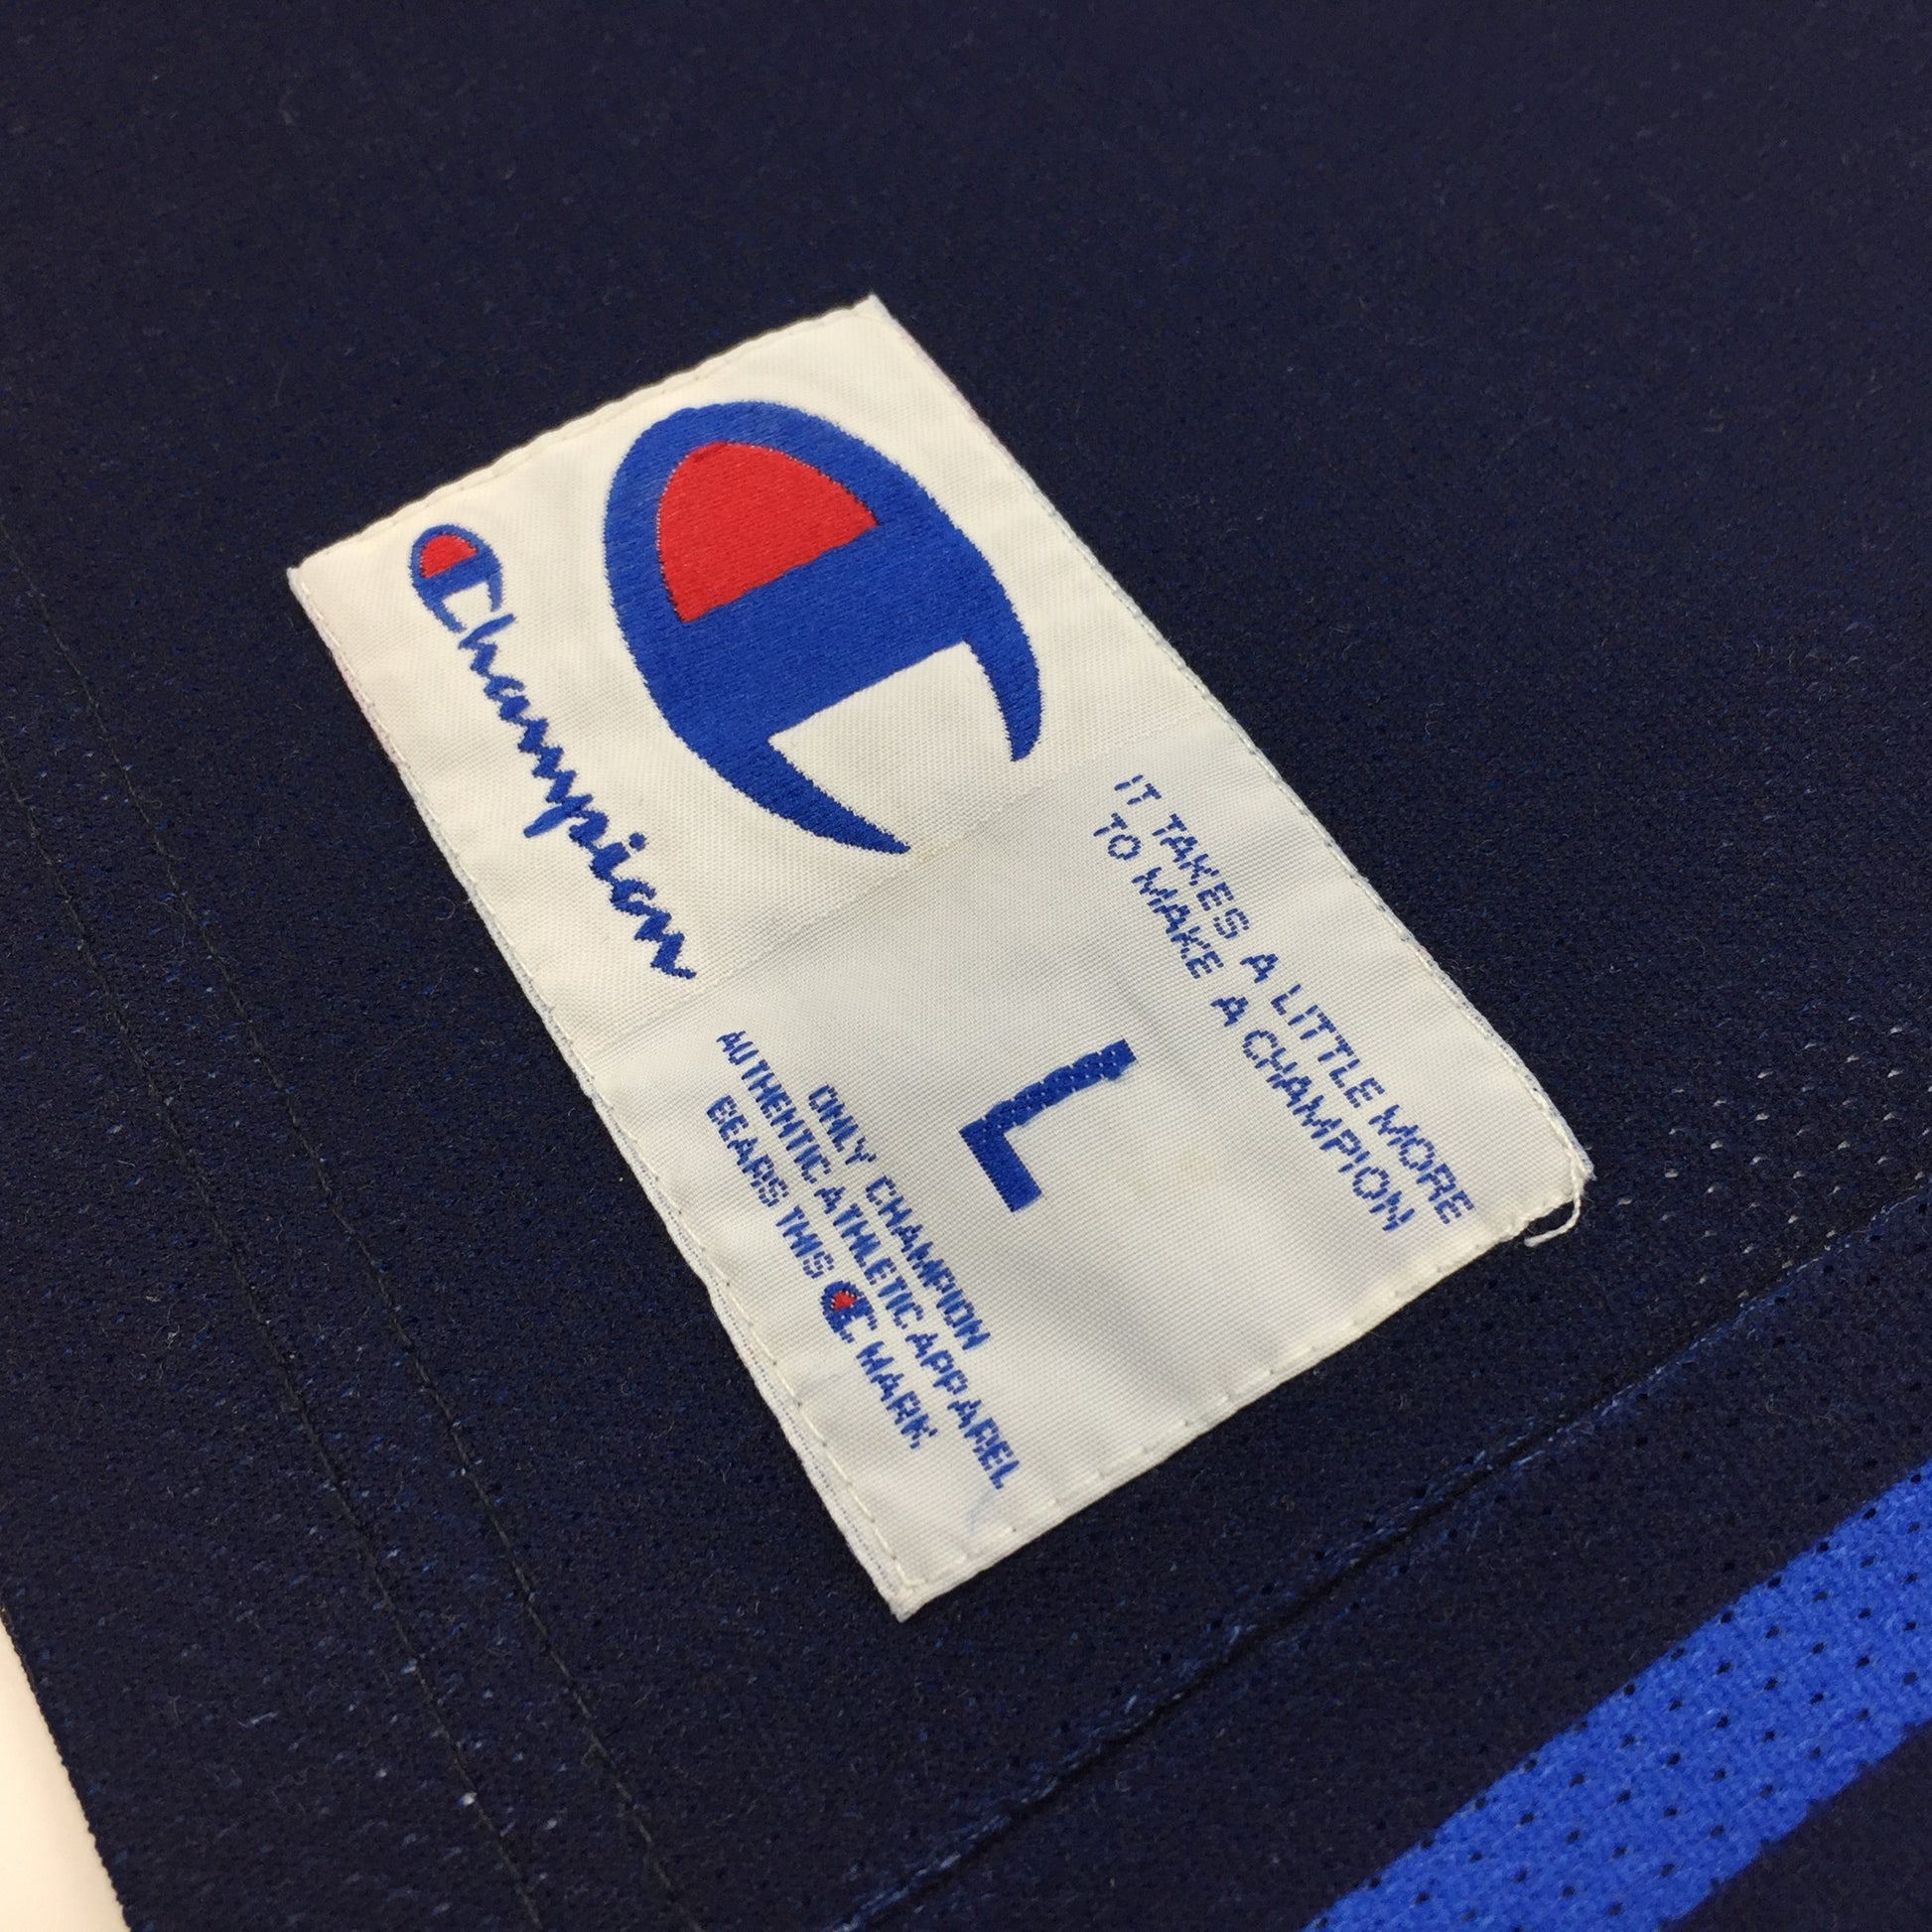 Champion
IT TAKES A LITTLE MORE
TO MAKE A CHAMPION
L
ONLY CHAMPION
AUTHENTIC ATHLETIC APPAREL
BEARS THIS C MARK